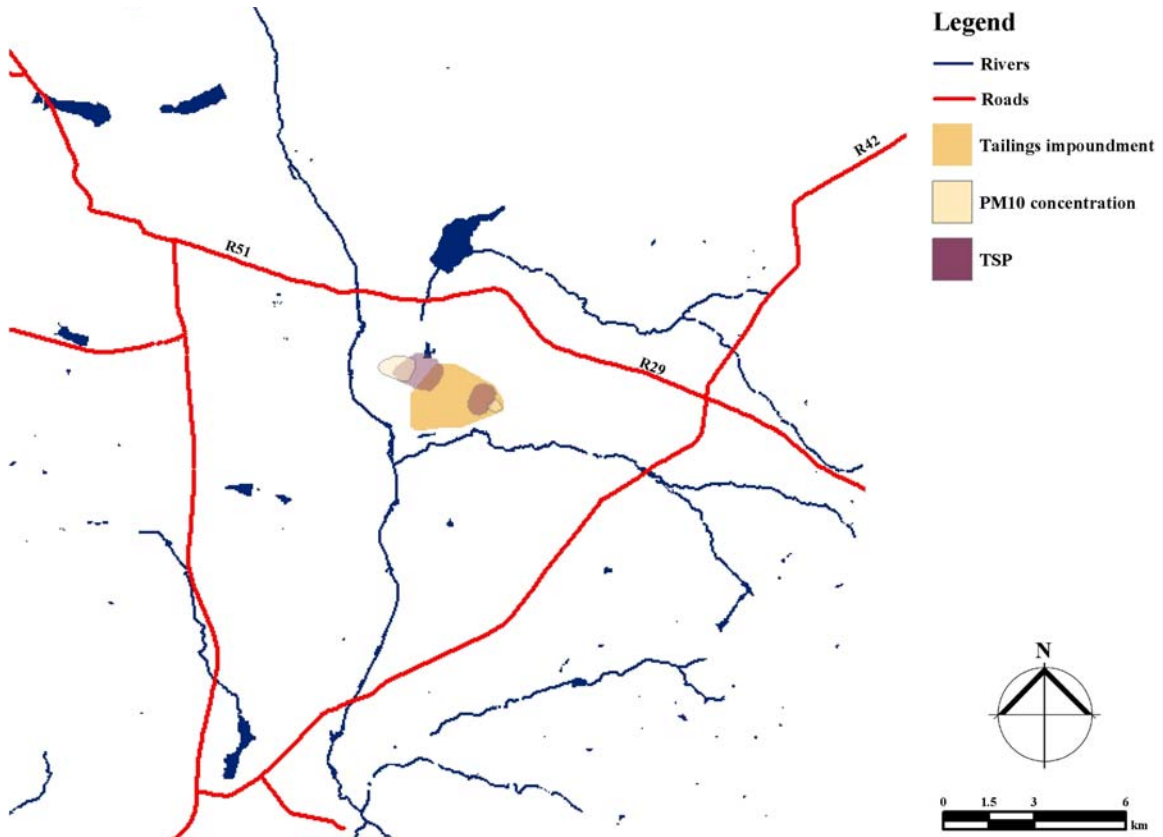 Legend
Rivers
Roads
Tailings impoundment
PM10 concentration
TSP
R42
R51
R29
N
0 1.5 3 6
km